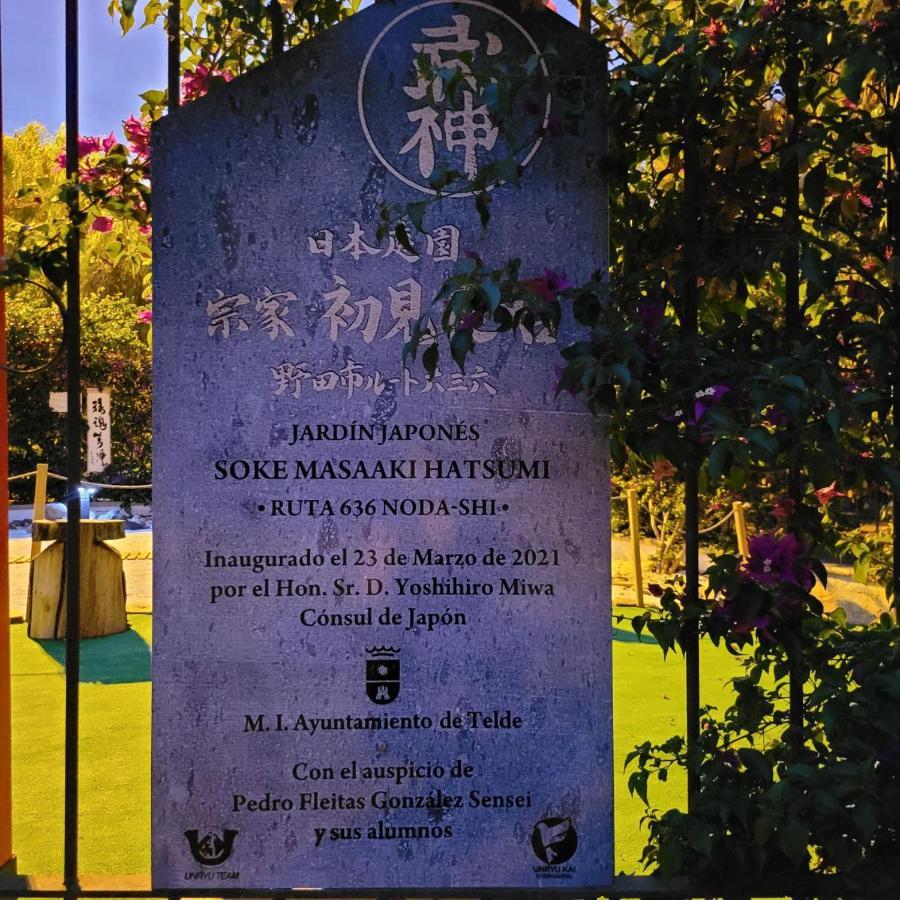 武神
日本庭園
宗家 初見
野田市ルート六三六
JARDÍN JAPONÉS
SOKE MASAAKI HATSUMI
• RUTA 636 NODA-SHI •
Inaugurado el 23 de Marzo de 2021
por el Hon. Sr. D. Yoshihiro Miwa
Cónsul de Japón
M. I. Ayuntamiento de Telde
Con el auspicio de
Pedro Fleitas González Sensei
y sus alumnos
UNRYU TEAM
UNRYU KAI
INTERNACIONAL